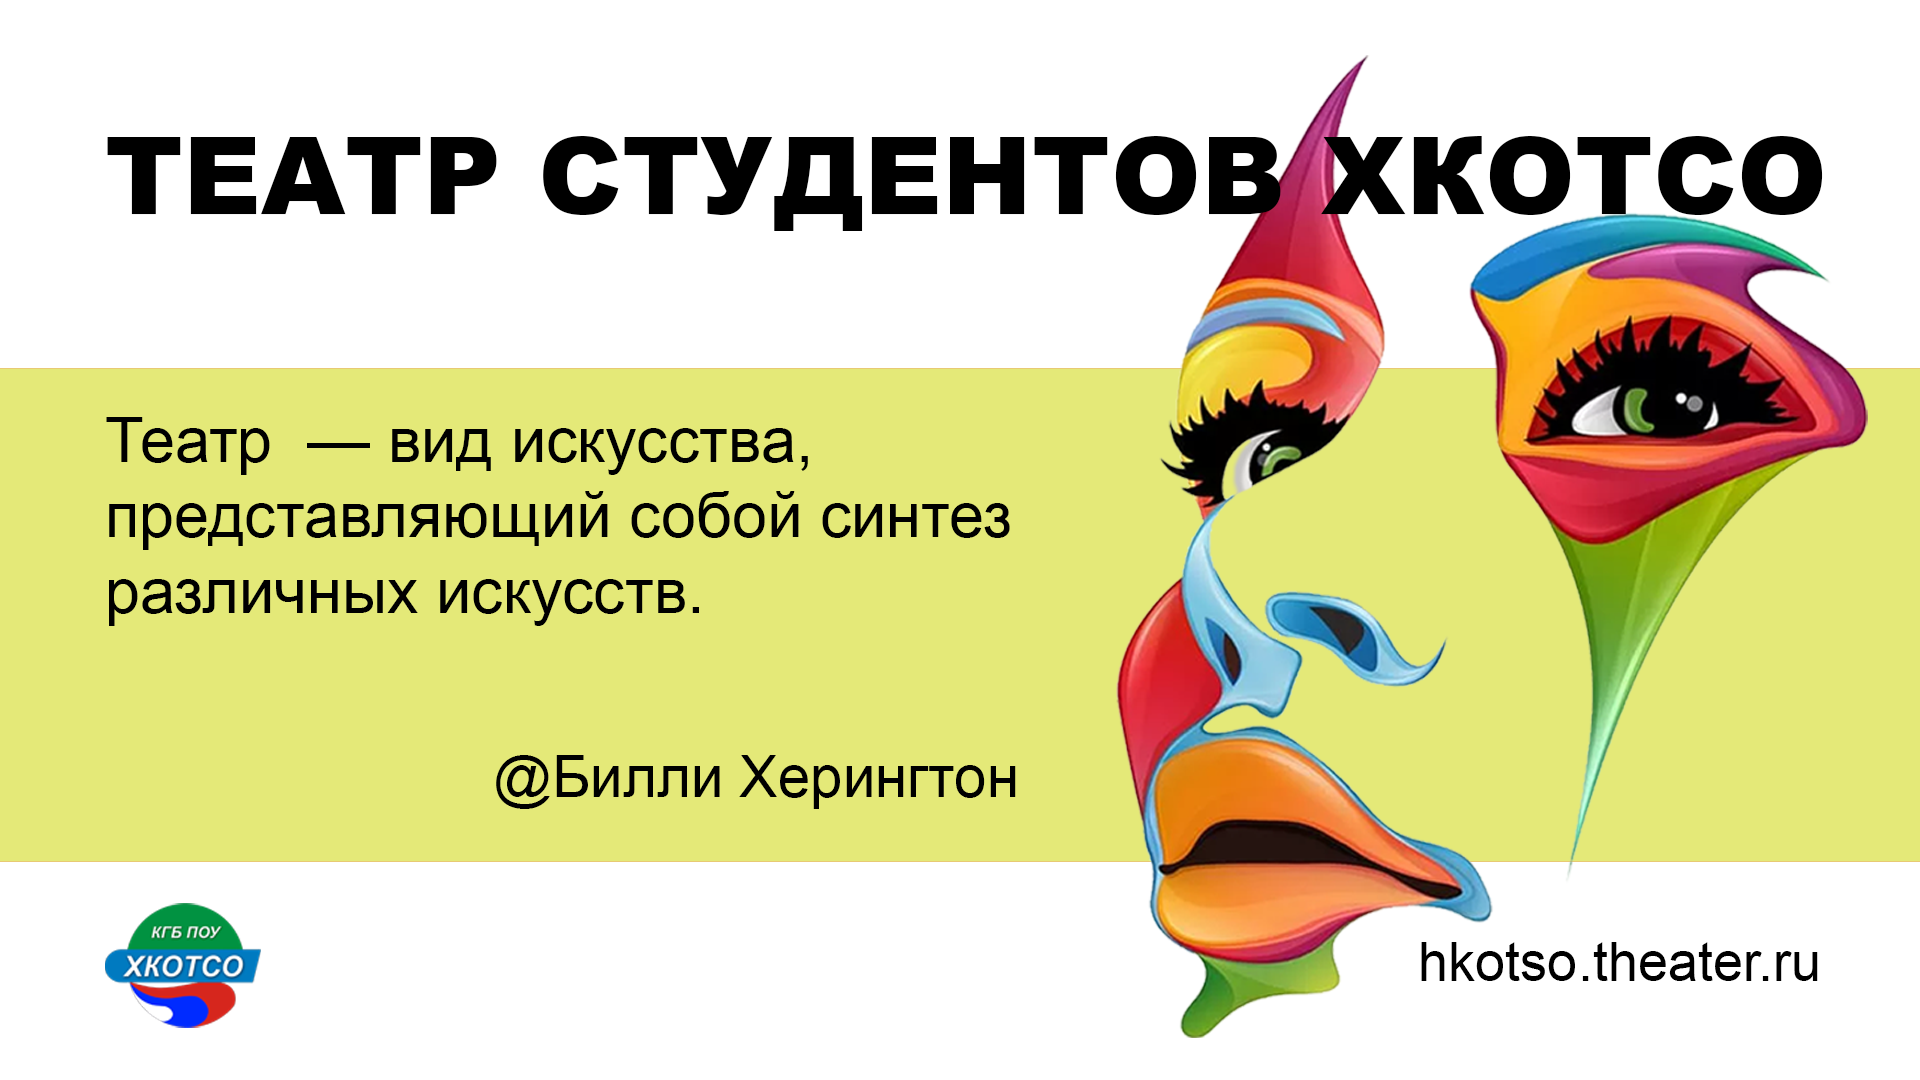 ТЕАТР СТУДЕНТОВ ХКОТСО
Театр — вид искусства,
представляющий собой синтез
различных искусств.
@Билли Херингтон
КГБ ПОУ
ХКОТСО
hkotso.theater.ru